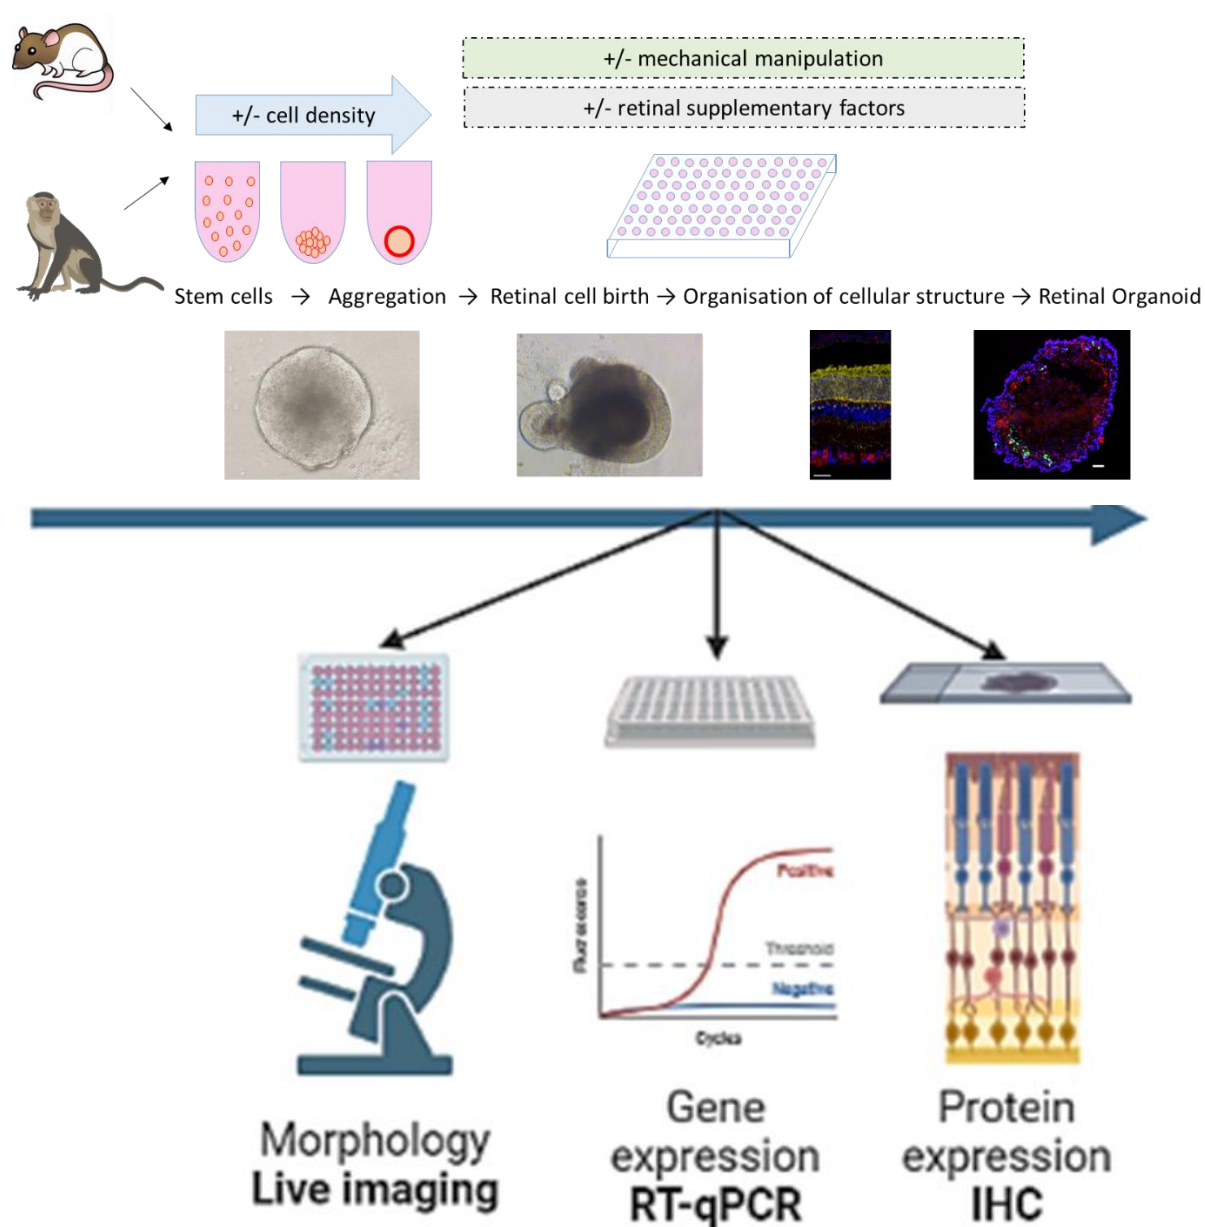 +/- mechanical manipulation
+/- cell density
+/- retinal supplementary factors
Stem cells → Aggregation → Retinal cell birth → Organisation of cellular structure → Retinal Organoid
Fluorescence
Positive
Threshold
Negative
Cycles
Morphology
Live imaging
Gene
expression
RT-qPCR
Protein
expression
IHC